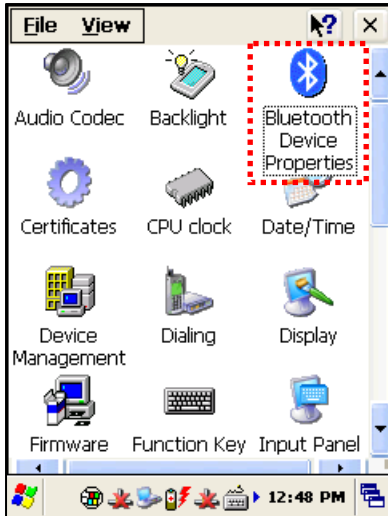 File View
?
Audio Codec Backlight Bluetooth
Device
Properties
Certificates CPU clock Date/Time
Device Dialing Display
Management
Firmware Function Key Input Panel
12:48 PM